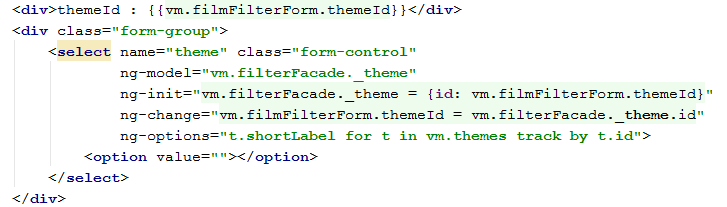 <div>themeId : {{vm.filmFilterForm.themeId}}</div>
<div class="form-group">
<select name="theme" class="form-control"
ng-model="vm.filterFacade._theme"
ng-init="vm.filterFacade._theme = {id: vm.filmFilterForm.themeId}"
ng-change="vm.filmFilterForm.themeId = vm.filterFacade._theme.id"
ng-options="t.shortLabel for t in vm.themes track by t.id">
<option value=""></option>
</select>
</div>